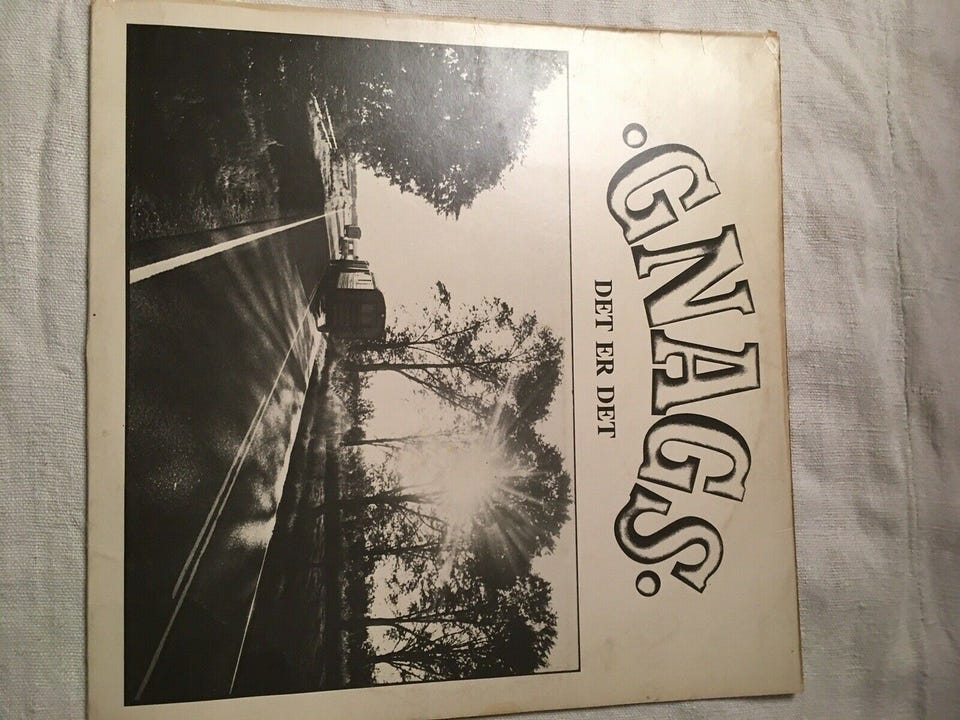 .GNAGS.
DET ER DET